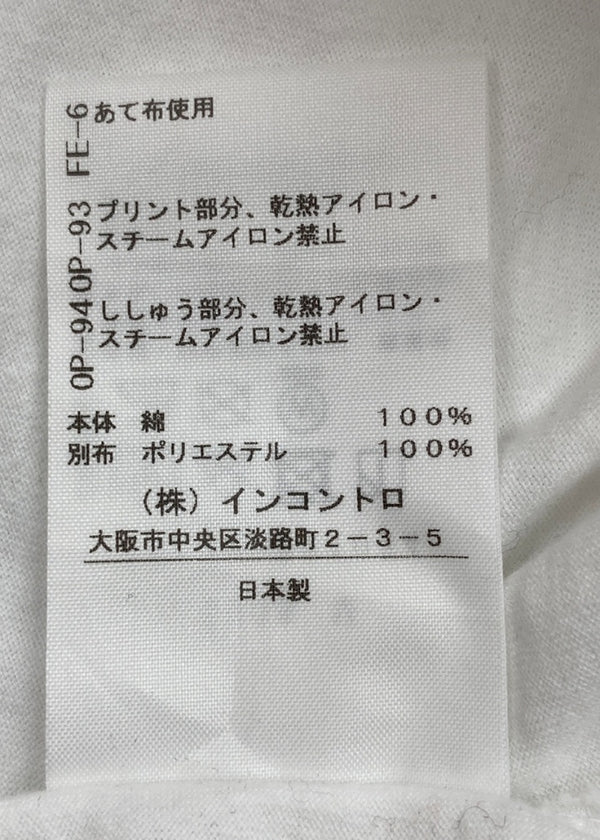 FE-6 あて布使用
OP-93 プリント部分、乾熱アイロン・
スチームアイロン禁止
OP-94 ししゅう部分、乾熱アイロン・
スチームアイロン禁止
本体 綿 100%
別布 ポリエステル 100%
(株)インコントロ
大阪市中央区淡路町2-3-5
日本製